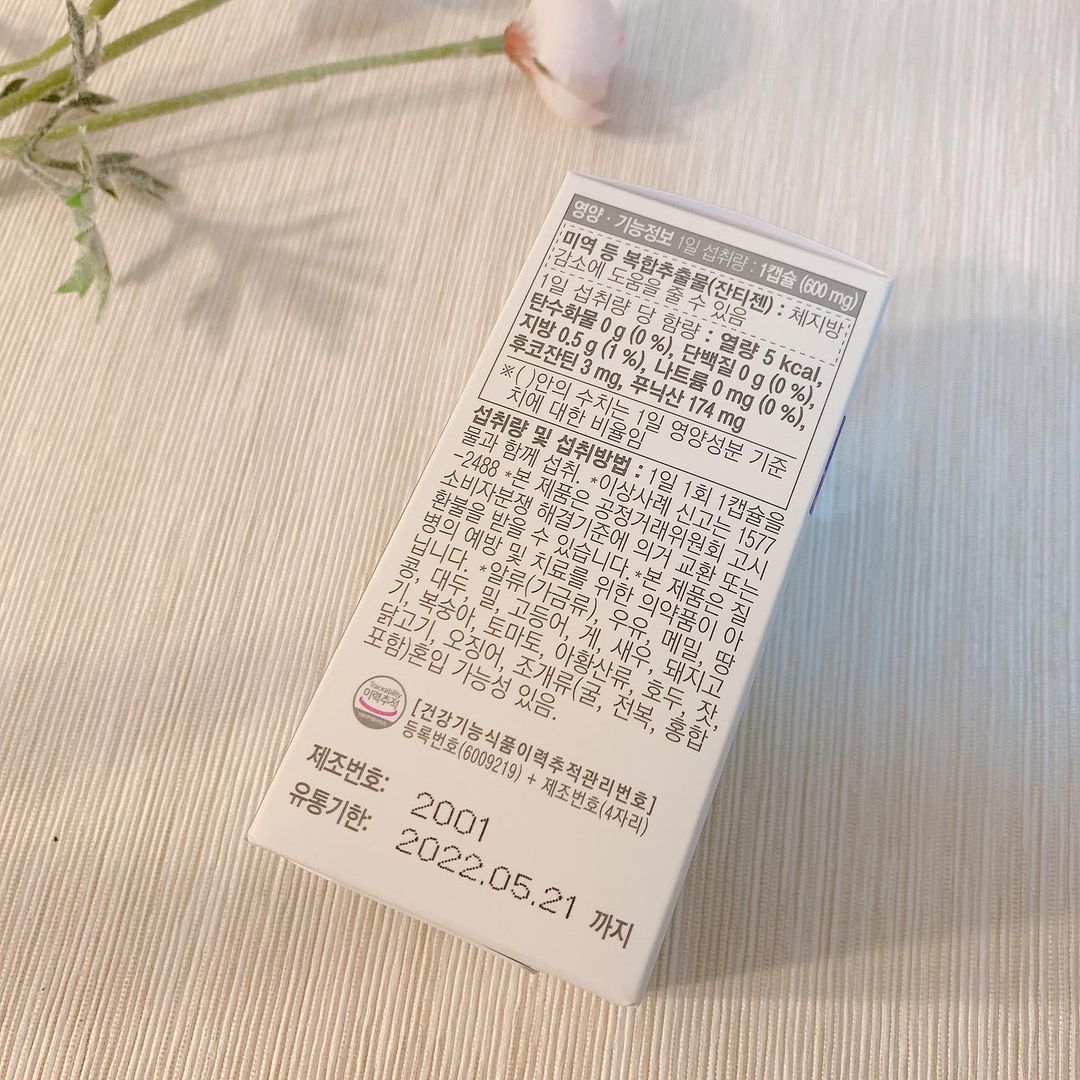 영양·기능정보 1일 섭취량 : 1캡슐 (600 mg)
미역 등 복합추출물(잔티젠) : 체지방
감소에 도움을 줄 수 있음
1일 섭취량 당 함량 : 열량 5 kcal,
탄수화물 0 g (0 %), 단백질 0 g (0 %),
지방 0.5 g (1 %), 나트륨 0 mg (0 %),
후코잔틴 3 mg, 푸닉산 174 mg
※( )안의 수치는 1일 영양성분 기준
치에 대한 비율임
섭취량 및 섭취방법 : 1일 1회 1캡슐을
물과 함께 섭취. *이상사례 신고는 1577
-2488 *본 제품은 공정거래위원회 고시
소비자분쟁 해결기준에 의거 교환 또는
환불을 받을 수 있습니다. *본 제품은 질
병의 예방 및 치료를 위한 의약품이 아
닙니다. *알류(가금류), 우유, 메밀, 땅
콩, 대두, 밀, 고등어, 게, 새우, 돼지고
기, 복숭아, 토마토, 아황산류, 호두, 잣,
닭고기, 오징어, 조개류(굴, 전복, 홍합
포함)혼입 가능성 있음.
Traceability
이력추적
[건강기능식품이력추적관리번호]
등록번호(6009219) + 제조번호(4자리)
제조번호: 2001
유통기한: 2022.05.21 까지